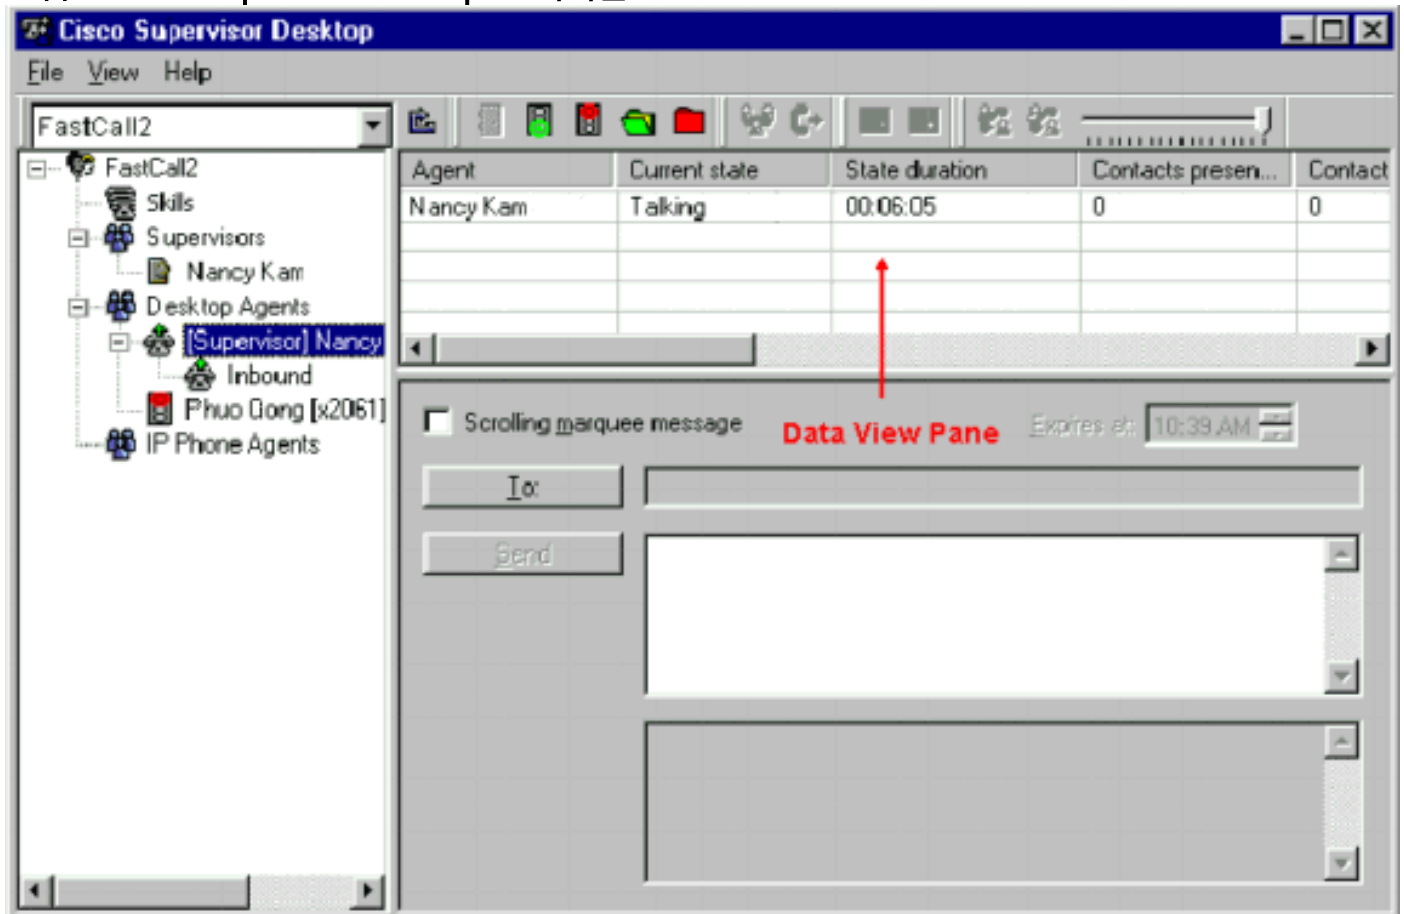 Cisco Supervisor Desktop
File View Help
FastCall2
FastCall2
Skills
Supervisors
Nancy Kam
Desktop Agents
[Supervisor] Nancy
Inbound
Phuo Gong [x2061]
IP Phone Agents
Agent Current state State duration Contacts presen... Contact
Nancy Kam Talking 00:06:05 0 0
Scrolling marquee message
Data View Pane
Expires at: 10:39 AM
To:
Send